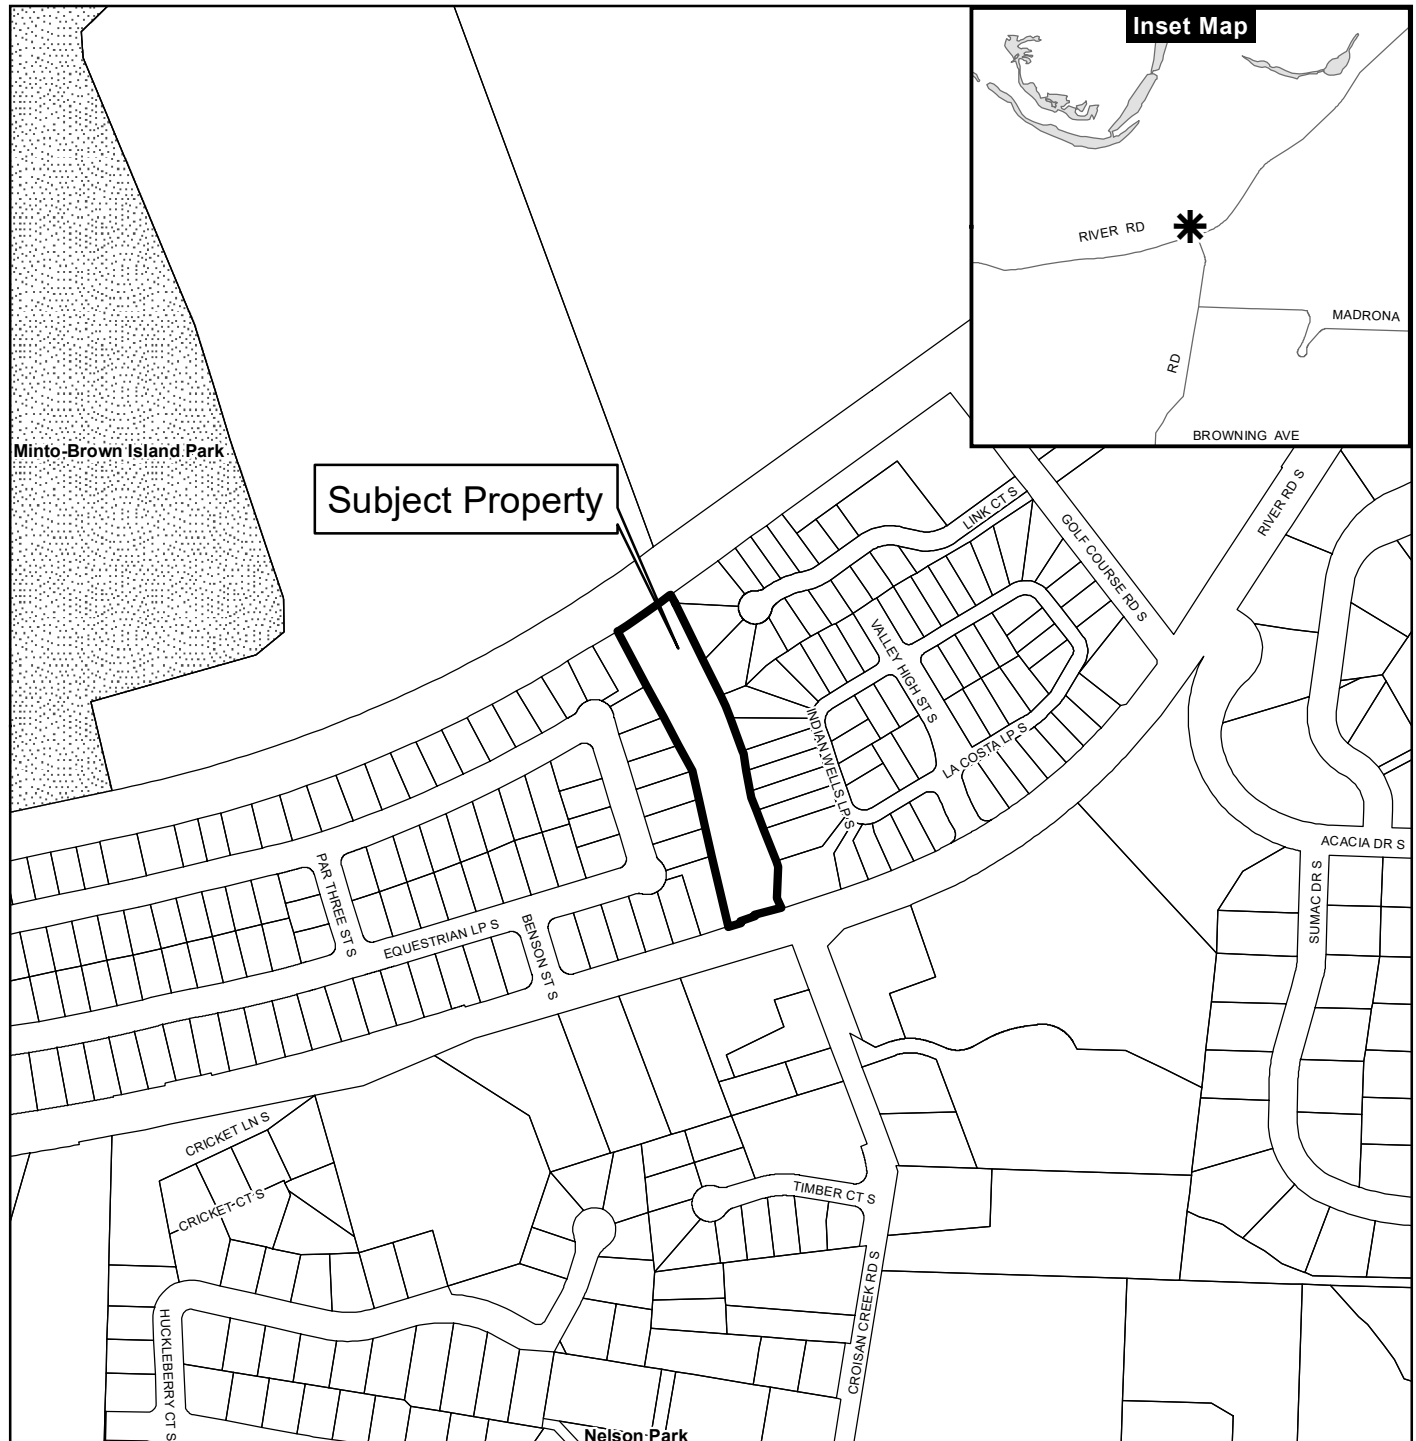 Inset Map
RIVER RD
MADRONA
RD
BROWNING AVE
Minto-Brown Island Park
Subject Property
LINK CT S
GOLF COURSE RD S
RIVER RD S
VALLEY HIGH ST S
INDIAN WELLS LP S
LA COSTA LP S
ACACIA DR S
SUMAC DR S
PAR THREE ST S
EQUESTRIAN LP S
BENSON ST S
CRICKET LN S
CRICKET CT S
TIMBER CT S
CROISAN CREEK RD S
HUCKLEBERRY CT S
Nelson Park